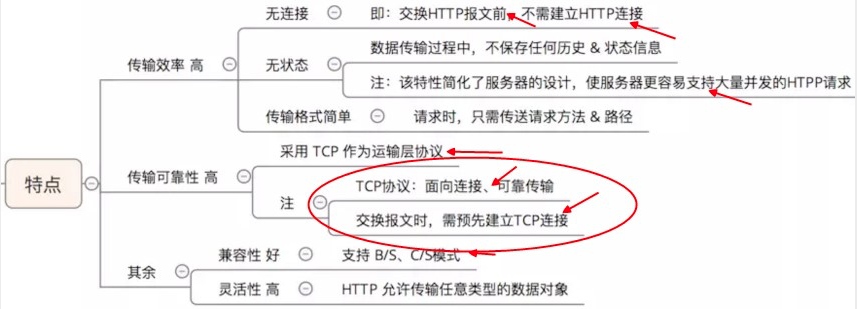 无连接
即：交换HTTP报文前，不需建立HTTP连接
传输效率 高
无状态
数据传输过程中，不保存任何历史 & 状态信息
注：该特性简化了服务器的设计，使服务器更容易支持大量并发的HTPP请求
传输格式简单
请求时，只需传送请求方法 & 路径
特点
传输可靠性 高
采用 TCP 作为运输层协议
注
TCP协议：面向连接、可靠传输
交换报文时，需预先建立TCP连接
其余
兼容性 好
支持 B/S、C/S模式
灵活性 高
HTTP 允许传输任意类型的数据对象